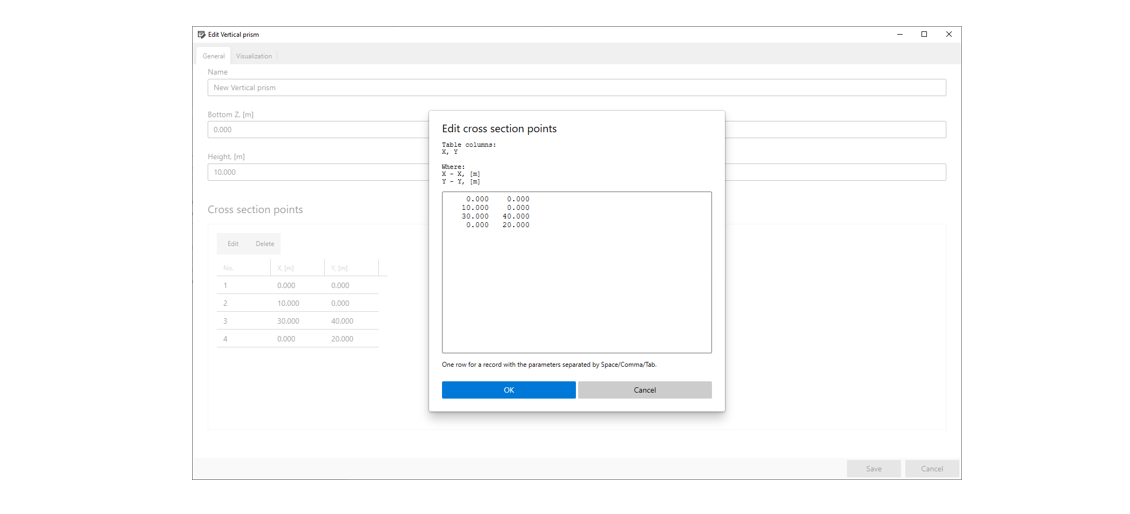 Edit Vertical prism
General Visualization
Name
New Vertical prism
Bottom Z, [m]
0.000
Height, [m]
10.000
Cross section points
Edit Delete
No. X, [m] Y, [m]
1 0.000 0.000
2 10.000 0.000
3 30.000 40.000
4 0.000 20.000
Edit cross section points
Table columns:
X, Y
Where:
X - X, [m]
Y - Y, [m]
0.000 0.000
10.000 0.000
30.000 40.000
0.000 20.000
One row for a record with the parameters separated by Space/Comma/Tab.
OK Cancel
Save Cancel